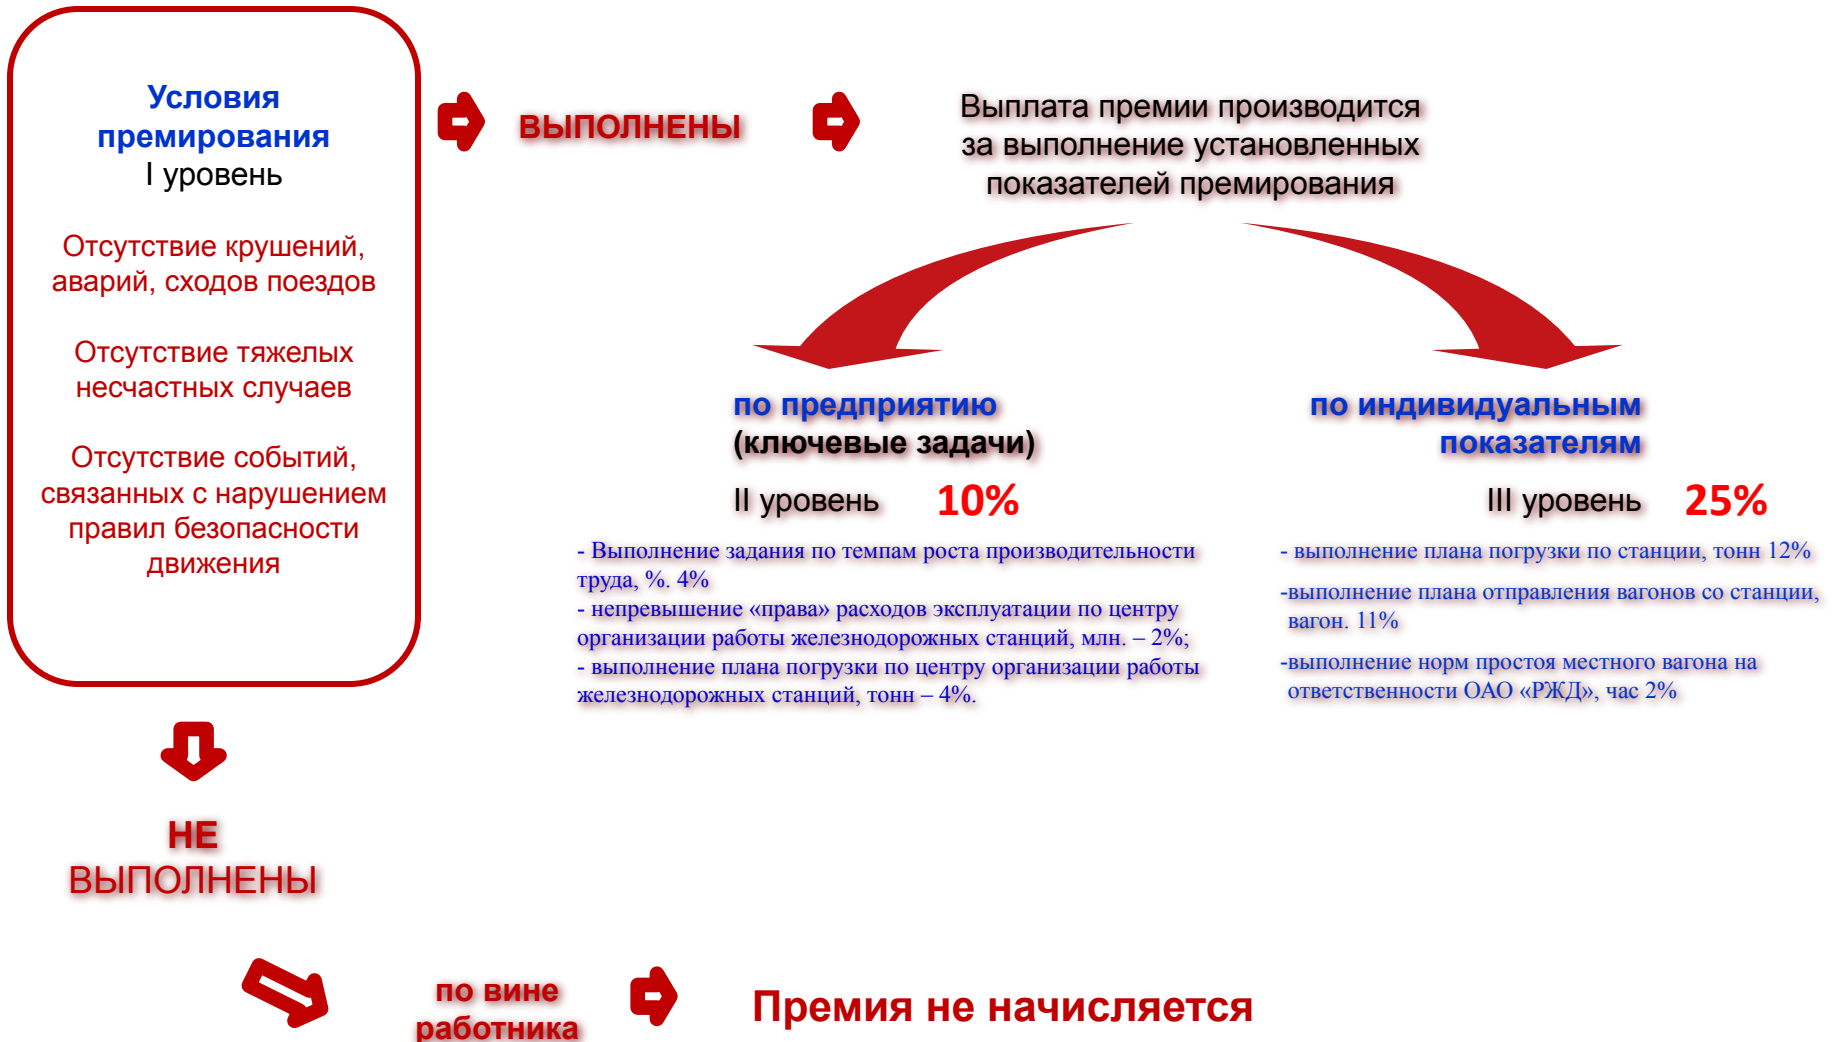 Условия
премирования
I уровень
Отсутствие крушений,
аварий, сходов поездов
Отсутствие тяжелых
несчастных случаев
Отсутствие событий,
связанных с нарушением
правил безопасности
движения
ВЫПОЛНЕНЫ
Выплата премии производится
за выполнение установленных
показателей премирования
по предприятию
(ключевые задачи)
II уровень 10%
- Выполнение задания по темпам роста производительности
труда, %. 4%
- непревышение «права» расходов эксплуатации по центру
организации работы железнодорожных станций, млн. – 2%;
- выполнение плана погрузки по центру организации работы
железнодорожных станций, тонн – 4%.
по индивидуальным
показателям
III уровень 25%
- выполнение плана погрузки по станции, тонн 12%
-выполнение плана отправления вагонов со станции,
вагон. 11%
-выполнение норм простоя местного вагона на
ответственности ОАО «РЖД», час 2%
НЕ
ВЫПОЛНЕНЫ
по вине
работника
Премия не начисляется